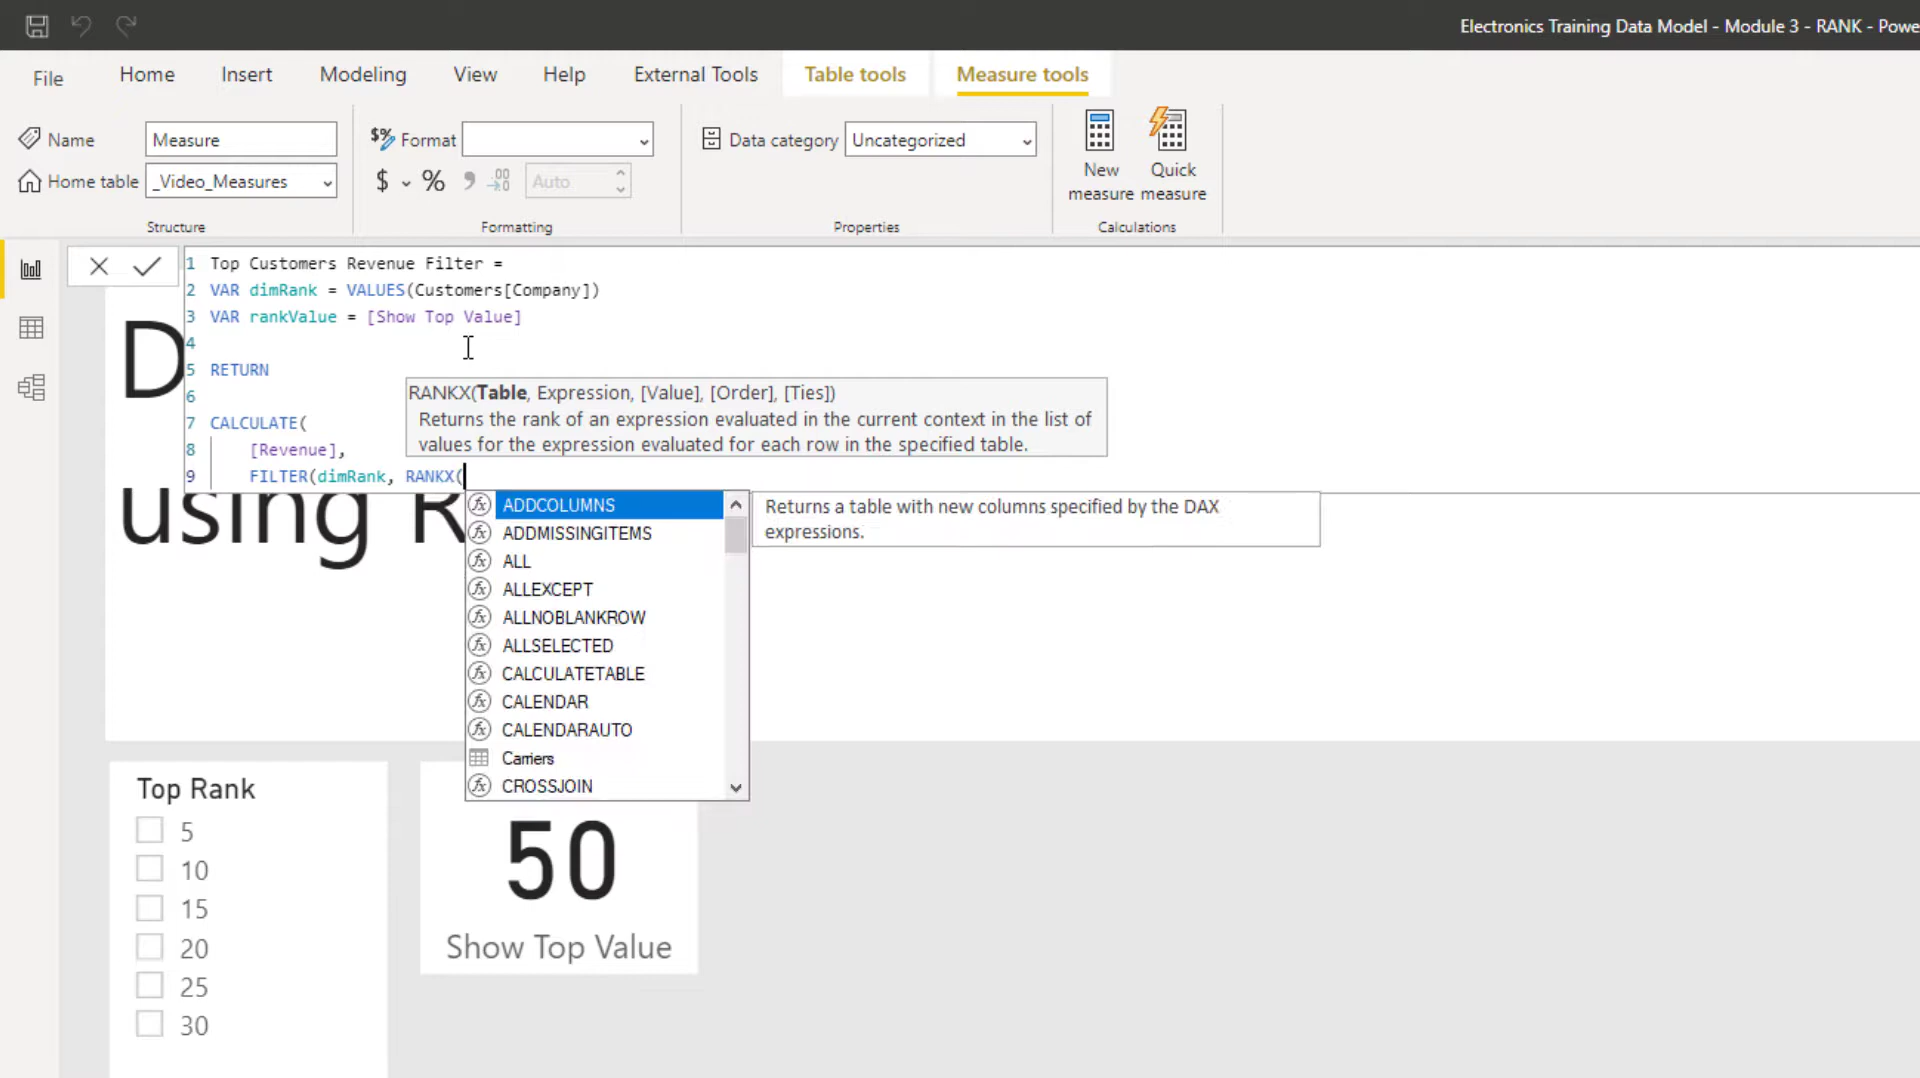 Electronics Training Data Model - Module 3 - RANK - Powe
File Home Insert Modeling View Help External Tools Table tools Measure tools
Name Measure
Home table _Video_Measures
Structure
$% Format
$ % Auto
Formatting
Data category Uncategorized
Properties
New measure
Quick measure
Calculations
1 Top Customers Revenue Filter =
2 VAR dimRank = VALUES(Customers[Company])
3 VAR rankValue = [Show Top Value]
4
5 RETURN
6
7 CALCULATE(
8 [Revenue],
9 FILTER(dimRank, RANKX(
RANKX(Table, Expression, [Value], [Order], [Ties])
Returns the rank of an expression evaluated in the current context in the list of
values for the expression evaluated for each row in the specified table.
D
using R
ADDCOLUMNS
ADDMISSINGITEMS
ALL
ALLEXCEPT
ALLNOBLANKROW
ALLSELECTED
CALCULATETABLE
CALENDAR
CALENDARAUTO
Carriers
CROSSJOIN
Returns a table with new columns specified by the DAX
expressions.
Top Rank
5
10
15
20
25
30
50
Show Top Value